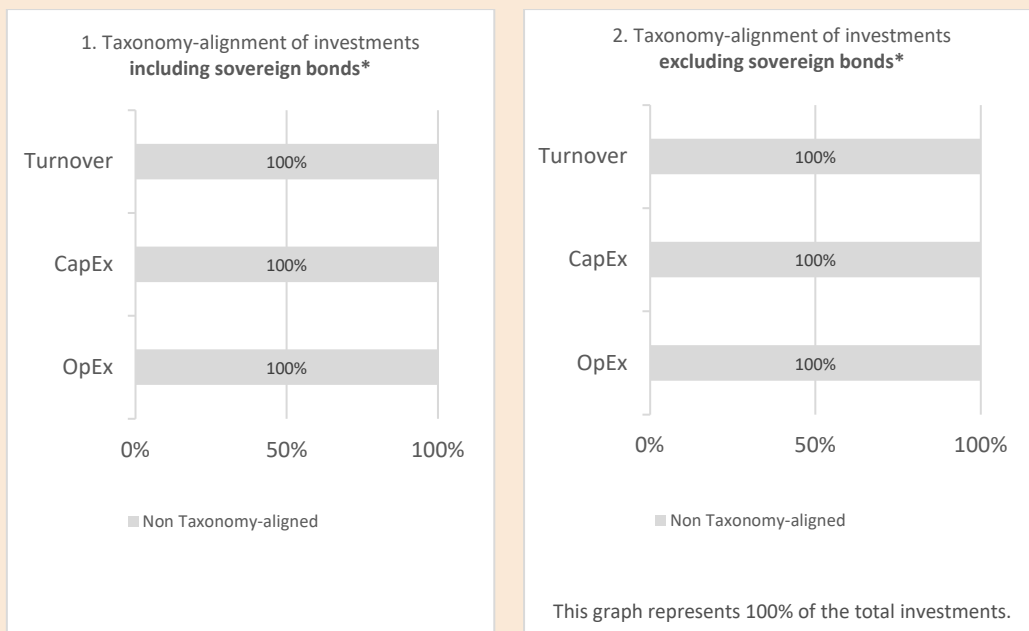 1. Taxonomy-alignment of investments
including sovereign bonds*
Turnover
100%
CapEx
100%
OpEx
100%
0% 50% 100%
Non Taxonomy-aligned
2. Taxonomy-alignment of investments
excluding sovereign bonds*
Turnover
100%
CapEx
100%
OpEx
100%
0% 50% 100%
Non Taxonomy-aligned
This graph represents 100% of the total investments.